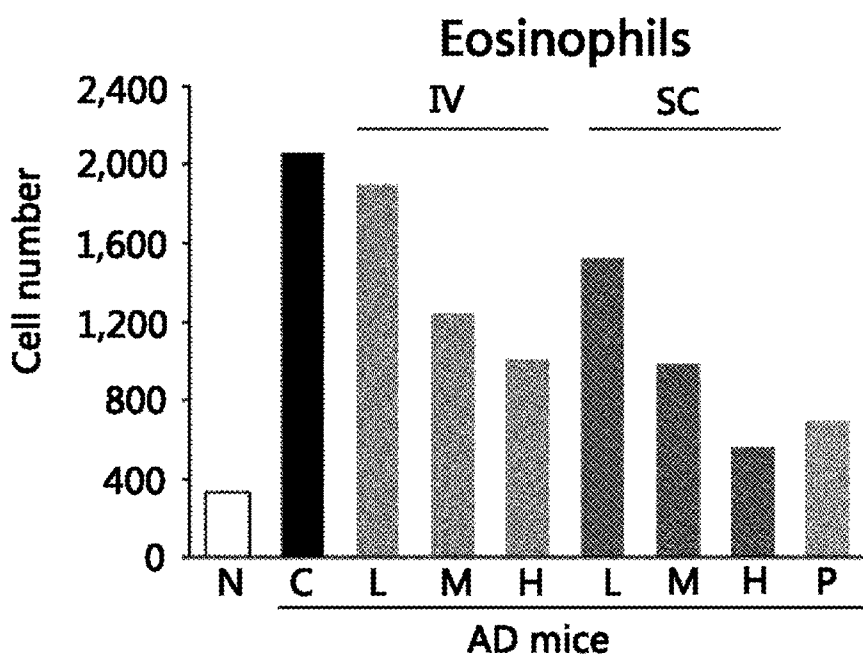 Eosinophils
IV SC
2,400
2,000
1,600
1,200
800
400
0
Cell number
N C L M H L M H P
AD mice